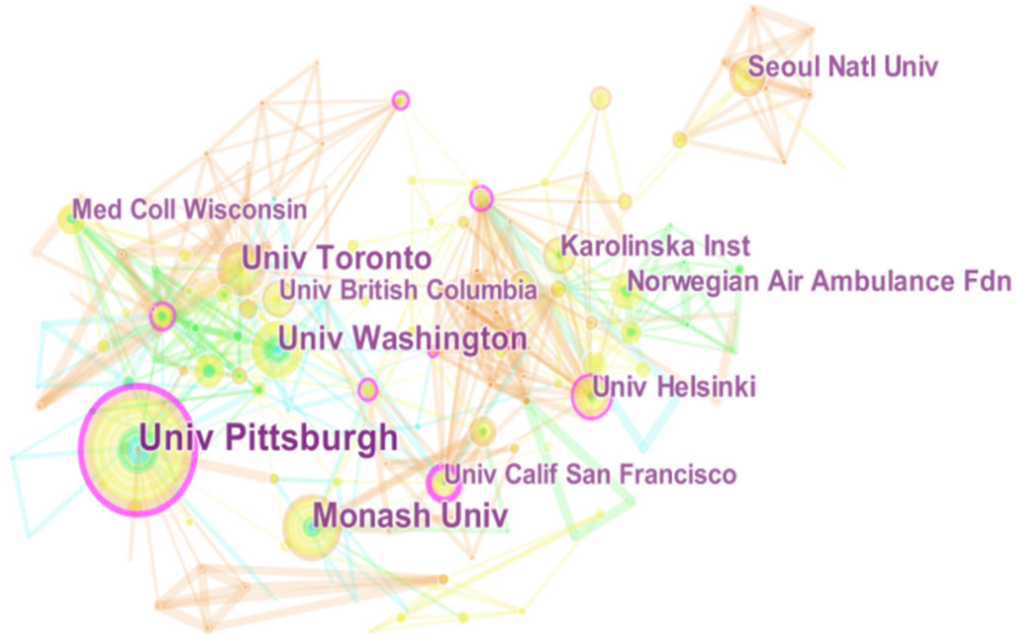 Seoul Natl Univ
Med Coll Wisconsin
Karolinska Inst
Univ Toronto
Norwegian Air Ambulance Fdn
Univ British Columbia
Univ Washington
Univ Helsinki
Univ Pittsburgh
Univ Calif San Francisco
Monash Univ